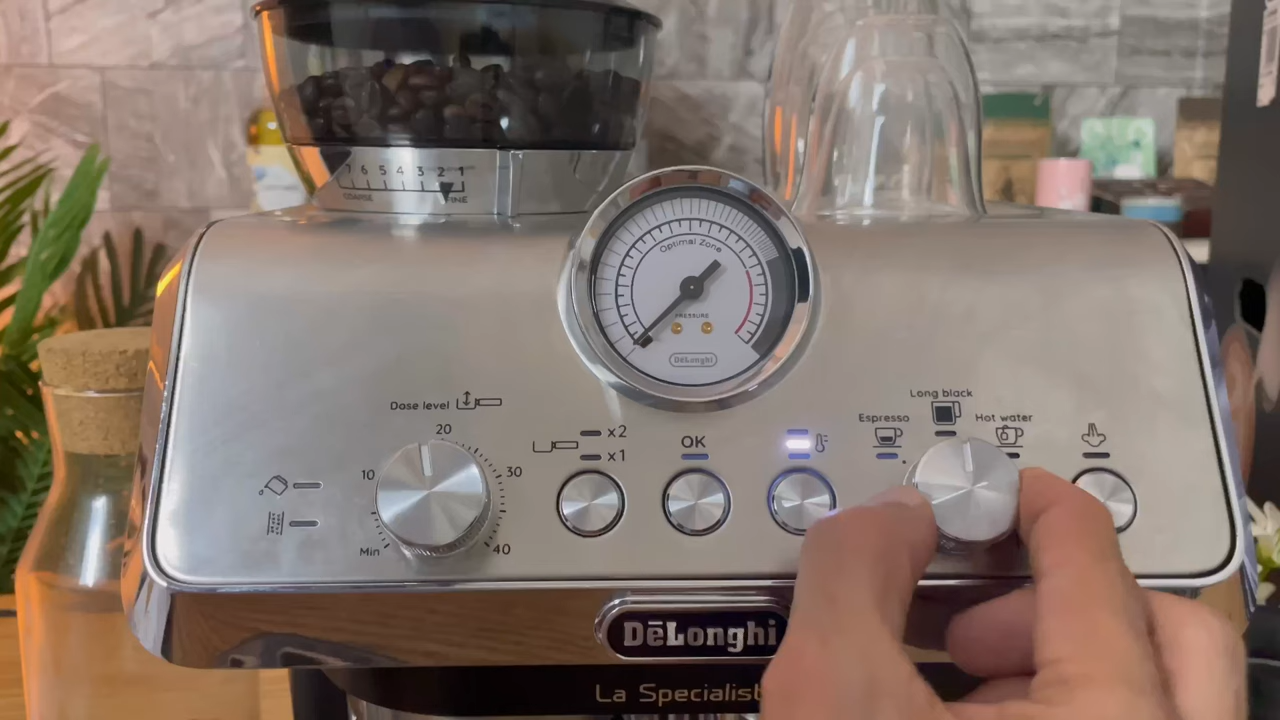 7 6 5 4 3 2 1
COARSE FINE
Optimal Zone
PRESSURE
DeLonghi
Dose level
20
10
30
Min
40
x2
x1
OK
Espresso
Long black
Hot water
DēLonghi
La Specialist